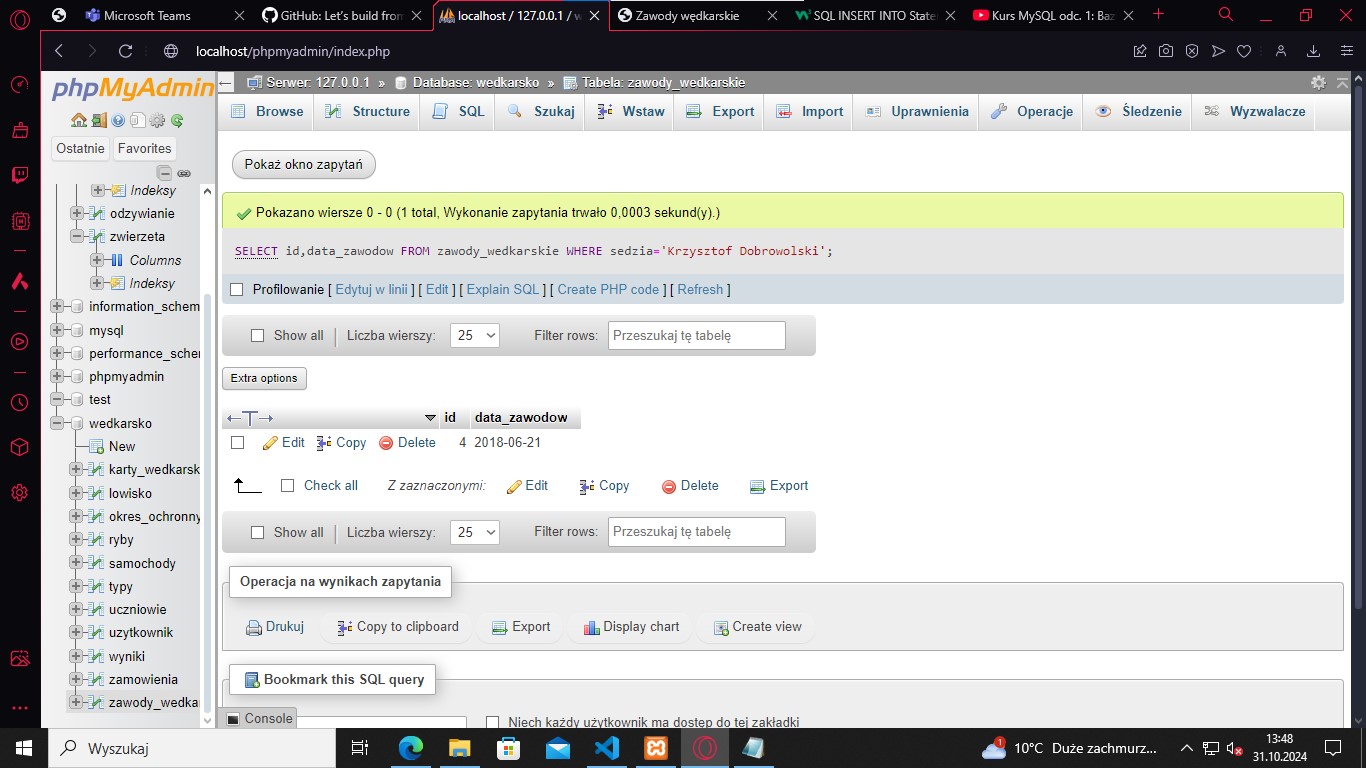 Microsoft Teams
GitHub: Let's build from
localhost / 127.0.0.1 / w
Zawody wędkarskie
SQL INSERT INTO State
Kurs MySQL odc. 1: Baz
localhost/phpmyadmin/index.php
phpMyAdmin
Ostatnie
Favorites
Indeksy
odzywianie
zwierzeta
Columns
Indeksy
information_schem
mysql
performance_scher
phpmyadmin
test
wedkarsko
New
karty_wedkarsk
lowisko
okres_ochronny
ryby
samochody
typy
uczniowie
uzytkownik
wyniki
zamowienia
zawody_wedkar
Serwer: 127.0.0.1 » Database: wedkarsko » Tabela: zawody_wedkarskie
Browse Structure SQL Szukaj Wstaw Export Import Uprawnienia Operacje Śledzenie Wyzwalacze
Pokaż okno zapytań
Pokazano wiersze 0 - 0 (1 total, Wykonanie zapytania trwało 0,0003 sekund(y).)
SELECT id,data_zawodow FROM zawody_wedkarskie WHERE sedzia='Krzysztof Dobrowolski';
Profilowanie [ Edytuj w linii ] [ Edit ] [ Explain SQL ] [ Create PHP code ] [ Refresh ]
Show all | Liczba wierszy: 25 Filter rows: Przeszukaj tę tabelę
Extra options
id data_zawodow
Edit Copy Delete 4 2018-06-21
Check all Z zaznaczonymi: Edit Copy Delete Export
Show all | Liczba wierszy: 25 Filter rows: Przeszukaj tę tabelę
Operacja na wynikach zapytania
Drukuj Copy to clipboard Export Display chart Create view
Bookmark this SQL query
Console
Niech każdy użytkownik ma dostęp do tej zakładki
Wyszukaj
1
10°C Duże zachmurz...
13:48
31.10.2024